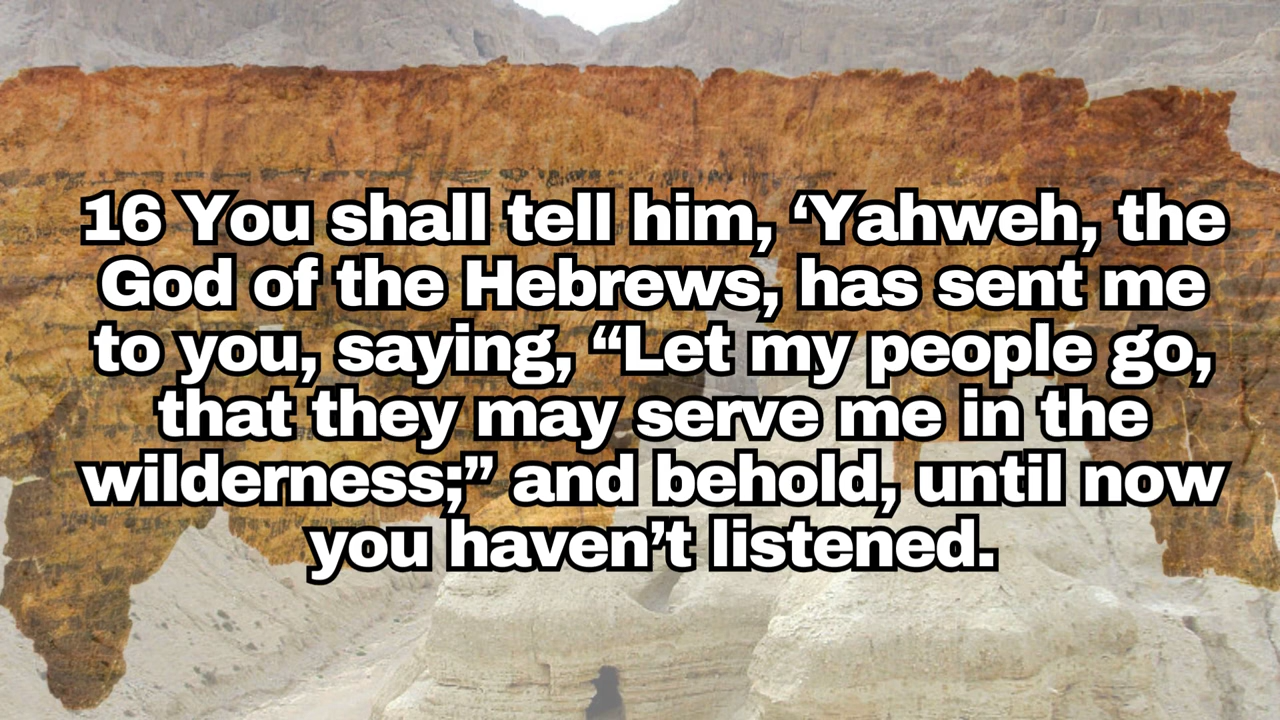 16 You shall tell him, ‘Yahweh, the
God of the Hebrews, has sent me
to you, saying, “Let my people go,
that they may serve me in the
wilderness;” and behold, until now
you haven’t listened.